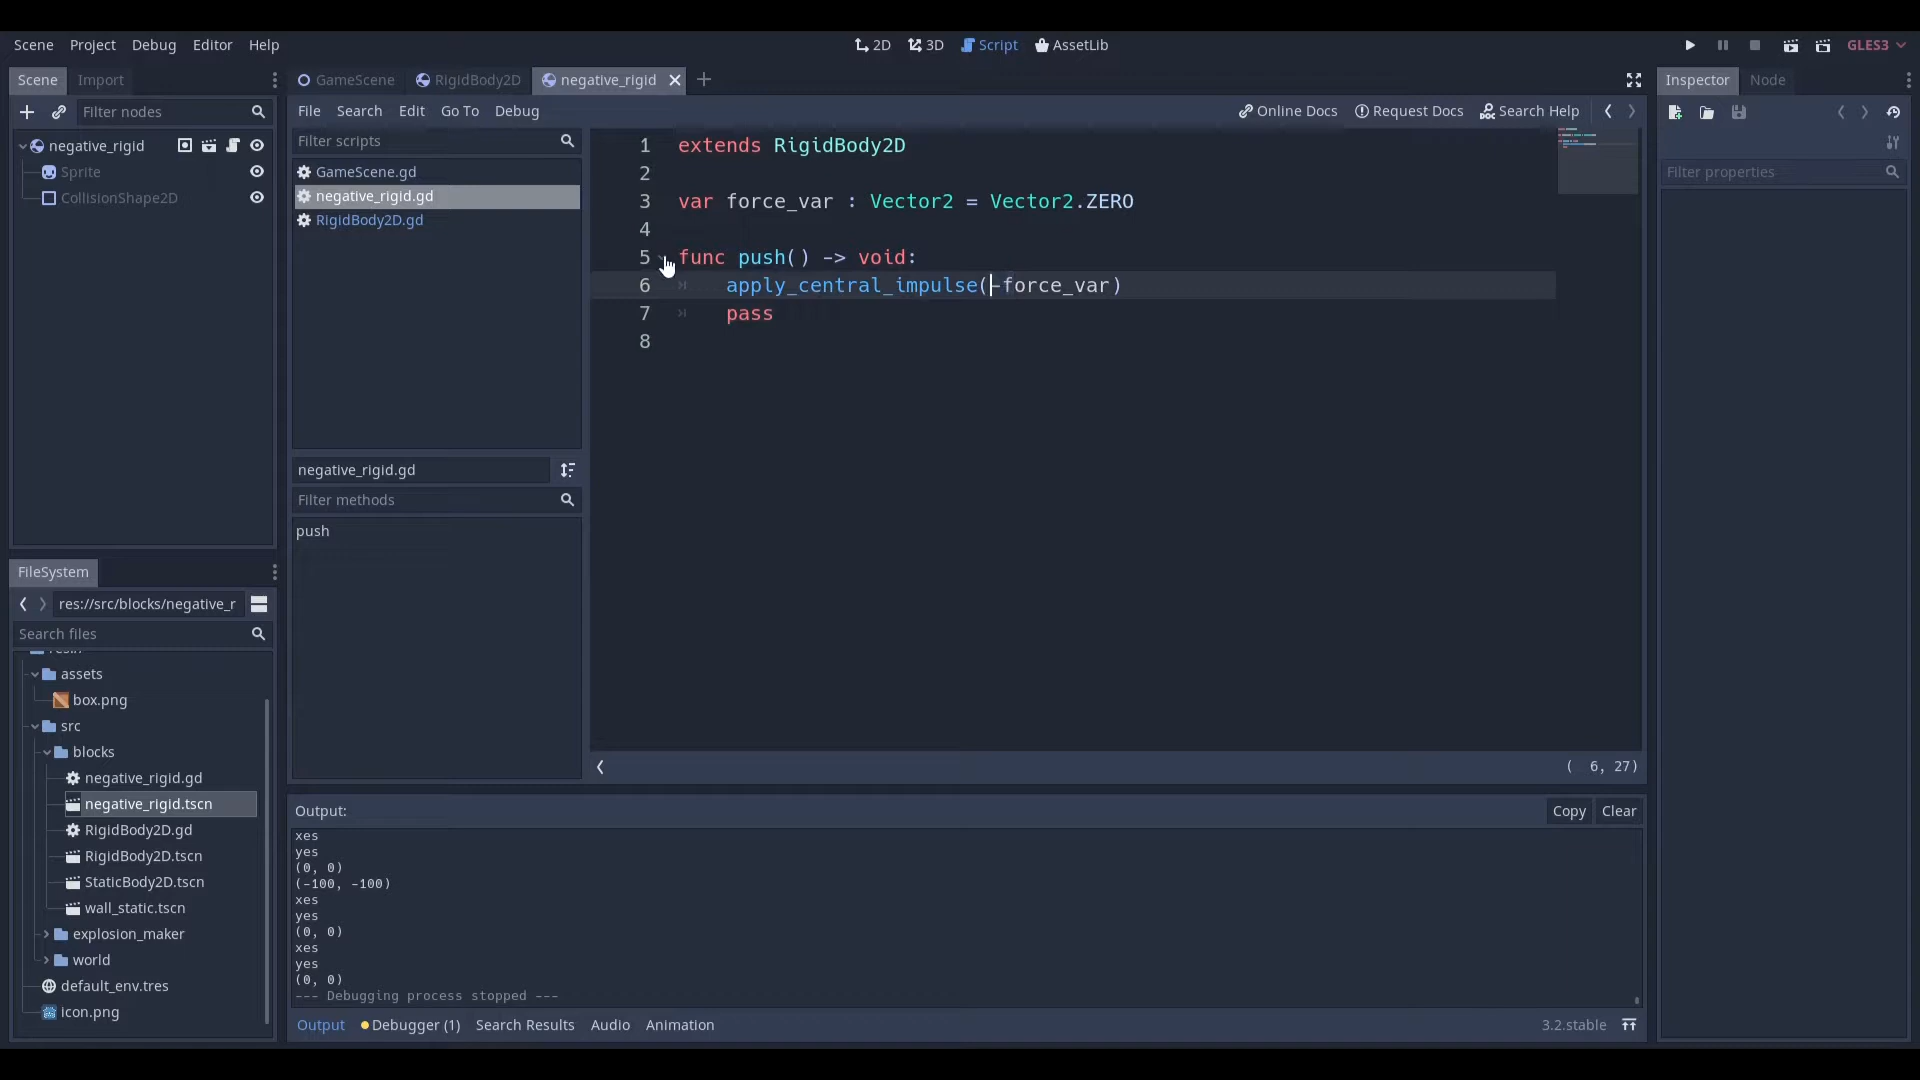 Scene Project Debug Editor Help 2D 3D Script AssetLib GLES3
Scene Import GameScene RigidBody2D negative_rigid Inspector Node
Filter nodes File Search Edit Go To Debug Online Docs Request Docs Search Help
negative_rigid
Sprite
CollisionShape2D
Filter scripts
GameScene.gd
negative_rigid.gd
RigidBody2D.gd
negative_rigid.gd
Filter methods
push
1 extends RigidBody2D
2
3 var force_var : Vector2 = Vector2.ZERO
4
5 func push() -> void:
6 apply_central_impulse(-force_var)
7 pass
8
( 6, 27)
Filter properties
FileSystem
res://src/blocks/negative_r
Search files
assets
box.png
src
blocks
negative_rigid.gd
negative_rigid.tscn
RigidBody2D.gd
RigidBody2D.tscn
StaticBody2D.tscn
wall_static.tscn
explosion_maker
world
default_env.tres
icon.png
Output: Copy Clear
xes
yes
(0, 0)
(-100, -100)
xes
yes
(0, 0)
xes
yes
(0, 0)
--- Debugging process stopped ---
Output Debugger (1) Search Results Audio Animation 3.2.stable